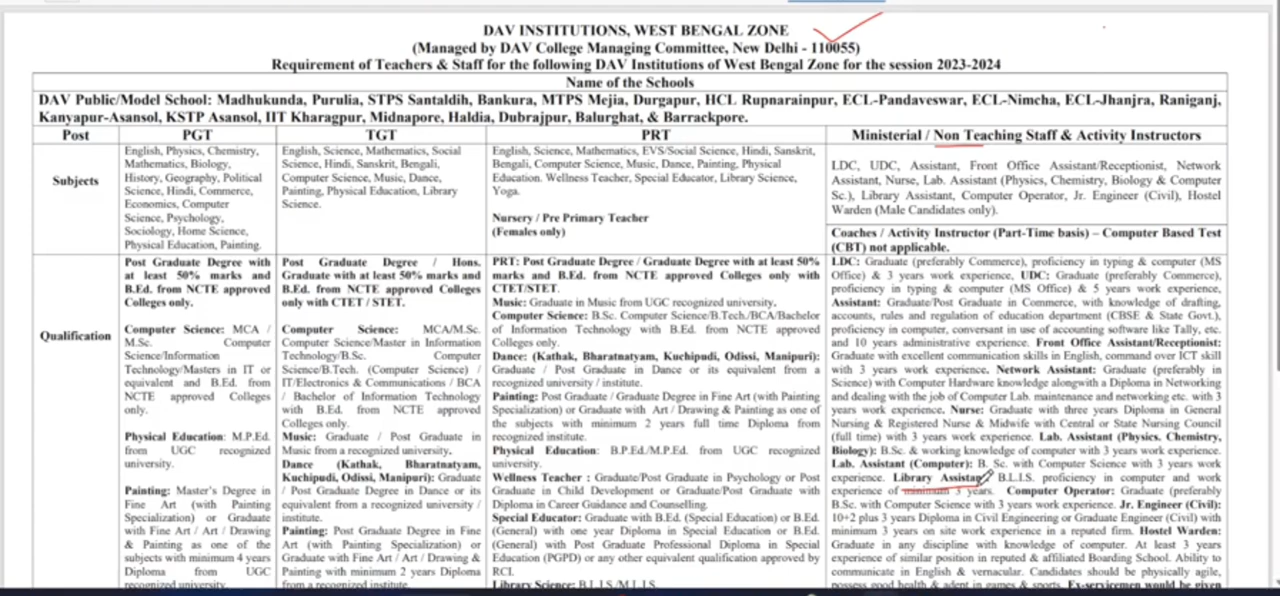 DAV INSTITUTIONS, WEST BENGAL ZONE
(Managed by DAV College Managing Committee, New Delhi - 110055)
Requirement of Teachers & Staff for the following DAV Institutions of West Bengal Zone for the session 2023-2024
Name of the Schools
DAV Public/Model School: Madhukunda, Purulia, STPS Santaldih, Bankura, MTPS Mejia, Durgapur, HCL Rupnarainpur, ECL-Pandaveswar, ECL-Nimcha, ECL-Jhanjra, Raniganj,
Kanyapur-Asansol, KSTP Asansol, IIT Kharagpur, Midnapore, Haldia, Dubrajpur, Balurghat, & Barrackpore.
Post
PGT
TGT
PRT
Ministerial / Non Teaching Staff & Activity Instructors
Subjects
English, Physics, Chemistry,
Mathematics, Biology,
History, Geography, Political
Science, Hindi, Commerce,
Economics, Computer
Science, Psychology,
Sociology, Home Science,
Physical Education, Painting.
English, Science, Mathematics, Social
Science, Hindi, Sanskrit, Bengali,
Computer Science, Music, Dance,
Painting, Physical Education, Library
Science.
English, Science, Mathematics, EVS/Social Science, Hindi, Sanskrit,
Bengali, Computer Science, Music, Dance, Painting, Physical
Education. Wellness Teacher, Special Educator, Library Science,
Yoga.
Nursery / Pre Primary Teacher
(Females only)
LDC, UDC, Assistant, Front Office Assistant/Receptionist, Network
Assistant, Nurse, Lab. Assistant (Physics, Chemistry, Biology & Computer
Sc.), Library Assistant, Computer Operator, Jr. Engineer (Civil), Hostel
Warden (Male Candidates only).
Coaches / Activity Instructor (Part-Time basis) – Computer Based Test
(CBT) not applicable.
Qualification
Post Graduate Degree with
at least 50% marks and
B.Ed. from NCTE approved
Colleges only.
Computer Science: MCA /
M.Sc. Computer
Science/Information
Technology/Masters in IT or
equivalent and B.Ed. from
NCTE approved Colleges
only.
Physical Education: M.P.Ed.
from UGC recognized
university.
Painting: Master's Degree in
Fine Art (with Painting
Specialization) or Graduate
with Fine Art / Art / Drawing
& Painting as one of the
subjects with minimum 4 years
Diploma from UGC
recognized university.
Post Graduate Degree / Hons.
Graduate with at least 50% marks and
B.Ed. from NCTE approved Colleges
only with CTET / STET.
Computer Science: MCA/M.Sc.
Computer Science/Master in Information
Technology/B.Sc. Computer
Science/B.Tech. (Computer Science) /
IT/Electronics & Communications / BCA
/ Bachelor of Information Technology
with B.Ed. from NCTE approved
Colleges only.
Music: Graduate / Post Graduate in
Music from a recognized university.
Dance (Kathak, Bharatnatyam,
Kuchipudi, Odissi, Manipuri): Graduate
/ Post Graduate Degree in Dance or its
equivalent from a recognized university /
institute.
Painting: Post Graduate Degree in Fine
Art (with Painting Specialization) or
Graduate with Fine Art / Art / Drawing &
Painting with minimum 2 years Diploma
from a recognized institute.
PRT: Post Graduate Degree / Graduate Degree with at least 50%
marks and B.Ed. from NCTE approved Colleges only with
CTET/STET.
Music: Graduate in Music from UGC recognized university.
Computer Science: B.Sc. Computer Science/B.Tech./BCA/Bachelor
of Information Technology with B.Ed. from NCTE approved
Colleges only.
Dance: (Kathak, Bharatnatyam, Kuchipudi, Odissi, Manipuri):
Graduate / Post Graduate in Dance or its equivalent from a
recognized university / institute.
Painting: Post Graduate / Graduate Degree in Fine Art (with Painting
Specialization) or Graduate with Art / Drawing & Painting as one of
the subjects with minimum 2 years full time Diploma from
recognized institute.
Physical Education: B.P.Ed/M.P.Ed. from UGC recognized
university.
Wellness Teacher : Graduate/Post Graduate in Psychology or Post
Graduate in Child Development or Graduate/Post Graduate with
Diploma in Career Guidance and Counselling.
Special Educator: Graduate with B.Ed. (Special Education) or B.Ed.
(General) with one year Diploma in Special Education or B.Ed.
(General) with Post Graduate Professional Diploma in Special
Education (PGPD) or any other equivalent qualification approved by
RCI.
Library Science: B.L.I.S./M.L.I.S.
LDC: Graduate (preferably Commerce), proficiency in typing & computer (MS
Office) & 3 years work experience, UDC: Graduate (preferably Commerce),
proficiency in typing & computer (MS Office) & 5 years work experience,
Assistant: Graduate/Post Graduate in Commerce, with knowledge of drafting,
accounts, rules and regulation of education department (CBSE & State Govt.),
proficiency in computer, conversant in use of accounting software like Tally, etc.
and 10 years administrative experience. Front Office Assistant/Receptionist:
Graduate with excellent communication skills in English, command over ICT skill
with 3 years work experience. Network Assistant: Graduate (preferably in
Science) with Computer Hardware knowledge alongwith a Diploma in Networking
and dealing with the job of Computer Lab. maintenance and networking etc. with 3
years work experience. Nurse: Graduate with three years Diploma in General
Nursing & Registered Nurse & Midwife with Central or State Nursing Council
(full time) with 3 years work experience. Lab. Assistant (Physics. Chemistry,
Biology): B.Sc. & working knowledge of computer with 3 years work experience.
Lab. Assistant (Computer): B. Sc. with Computer Science with 3 years work
experience. Library Assistant B.L.I.S. proficiency in computer and work
experience of minimum 3 years. Computer Operator: Graduate (preferably
B.Sc. with Computer Science with 3 years work experience. Jr. Engineer (Civil):
10+2 plus 3 years Diploma in Civil Engineering or Graduate Engineer (Civil) with
minimum 3 years on site work experience in a reputed firm. Hostel Warder:
Graduate in any discipline with knowledge of computer. At least 3 years
experience of similar position in reputed & affiliated Boarding School. Ability to
communicate in English & vernacular. Candidates should be physically agile,
possess good health & adept in games & sports. Ex-servicemen would be given